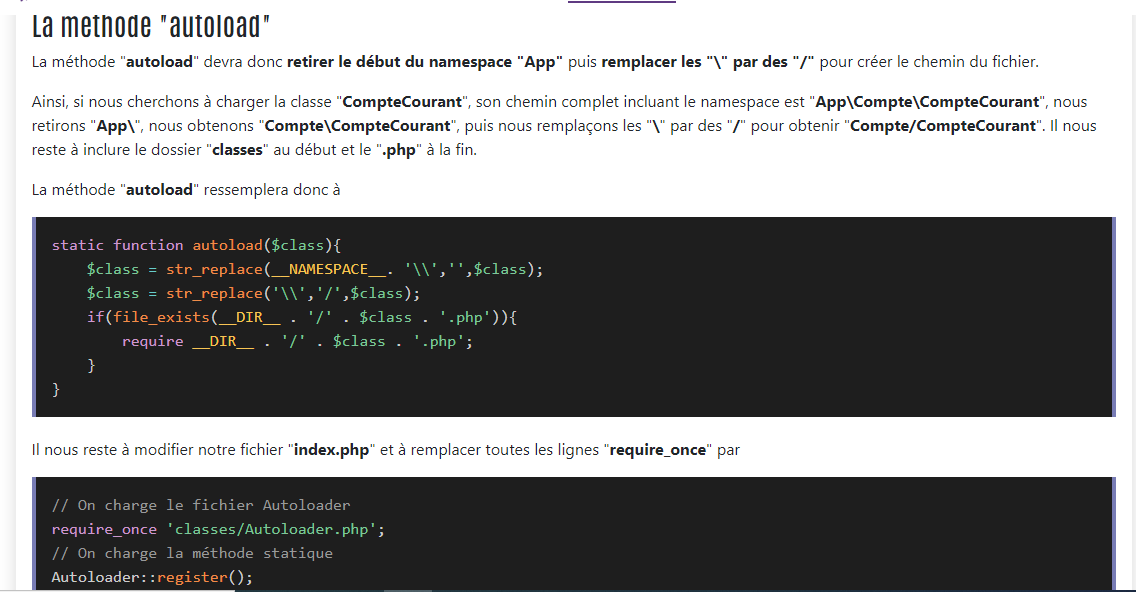 La méthode "autoload"
La méthode "autoload" devra donc retirer le début du namespace "App" puis remplacer les "\" par des "/" pour créer le chemin du fichier.
Ainsi, si nous cherchons à charger la classe "CompteCourant", son chemin complet incluant le namespace est "App\Compte\CompteCourant", nous
retirons "App\", nous obtenons "Compte\CompteCourant", puis nous remplaçons les "\" par des "/" pour obtenir "Compte/CompteCourant". Il nous
reste à inclure le dossier "classes" au début et le ".php" à la fin.
La méthode "autoload" ressemplera donc à
static function autoload($class){
    $class = str_replace(__NAMESPACE__. '\\','',$class);
    $class = str_replace('\\','/',$class);
    if(file_exists(__DIR__ . '/' . $class . '.php')){
        require __DIR__ . '/' . $class . '.php';
    }
}
Il nous reste à modifier notre fichier "index.php" et à remplacer toutes les lignes "require_once" par
// On charge le fichier Autoloader
require_once 'classes/Autoloader.php';
// On charge la méthode statique
Autoloader::register();